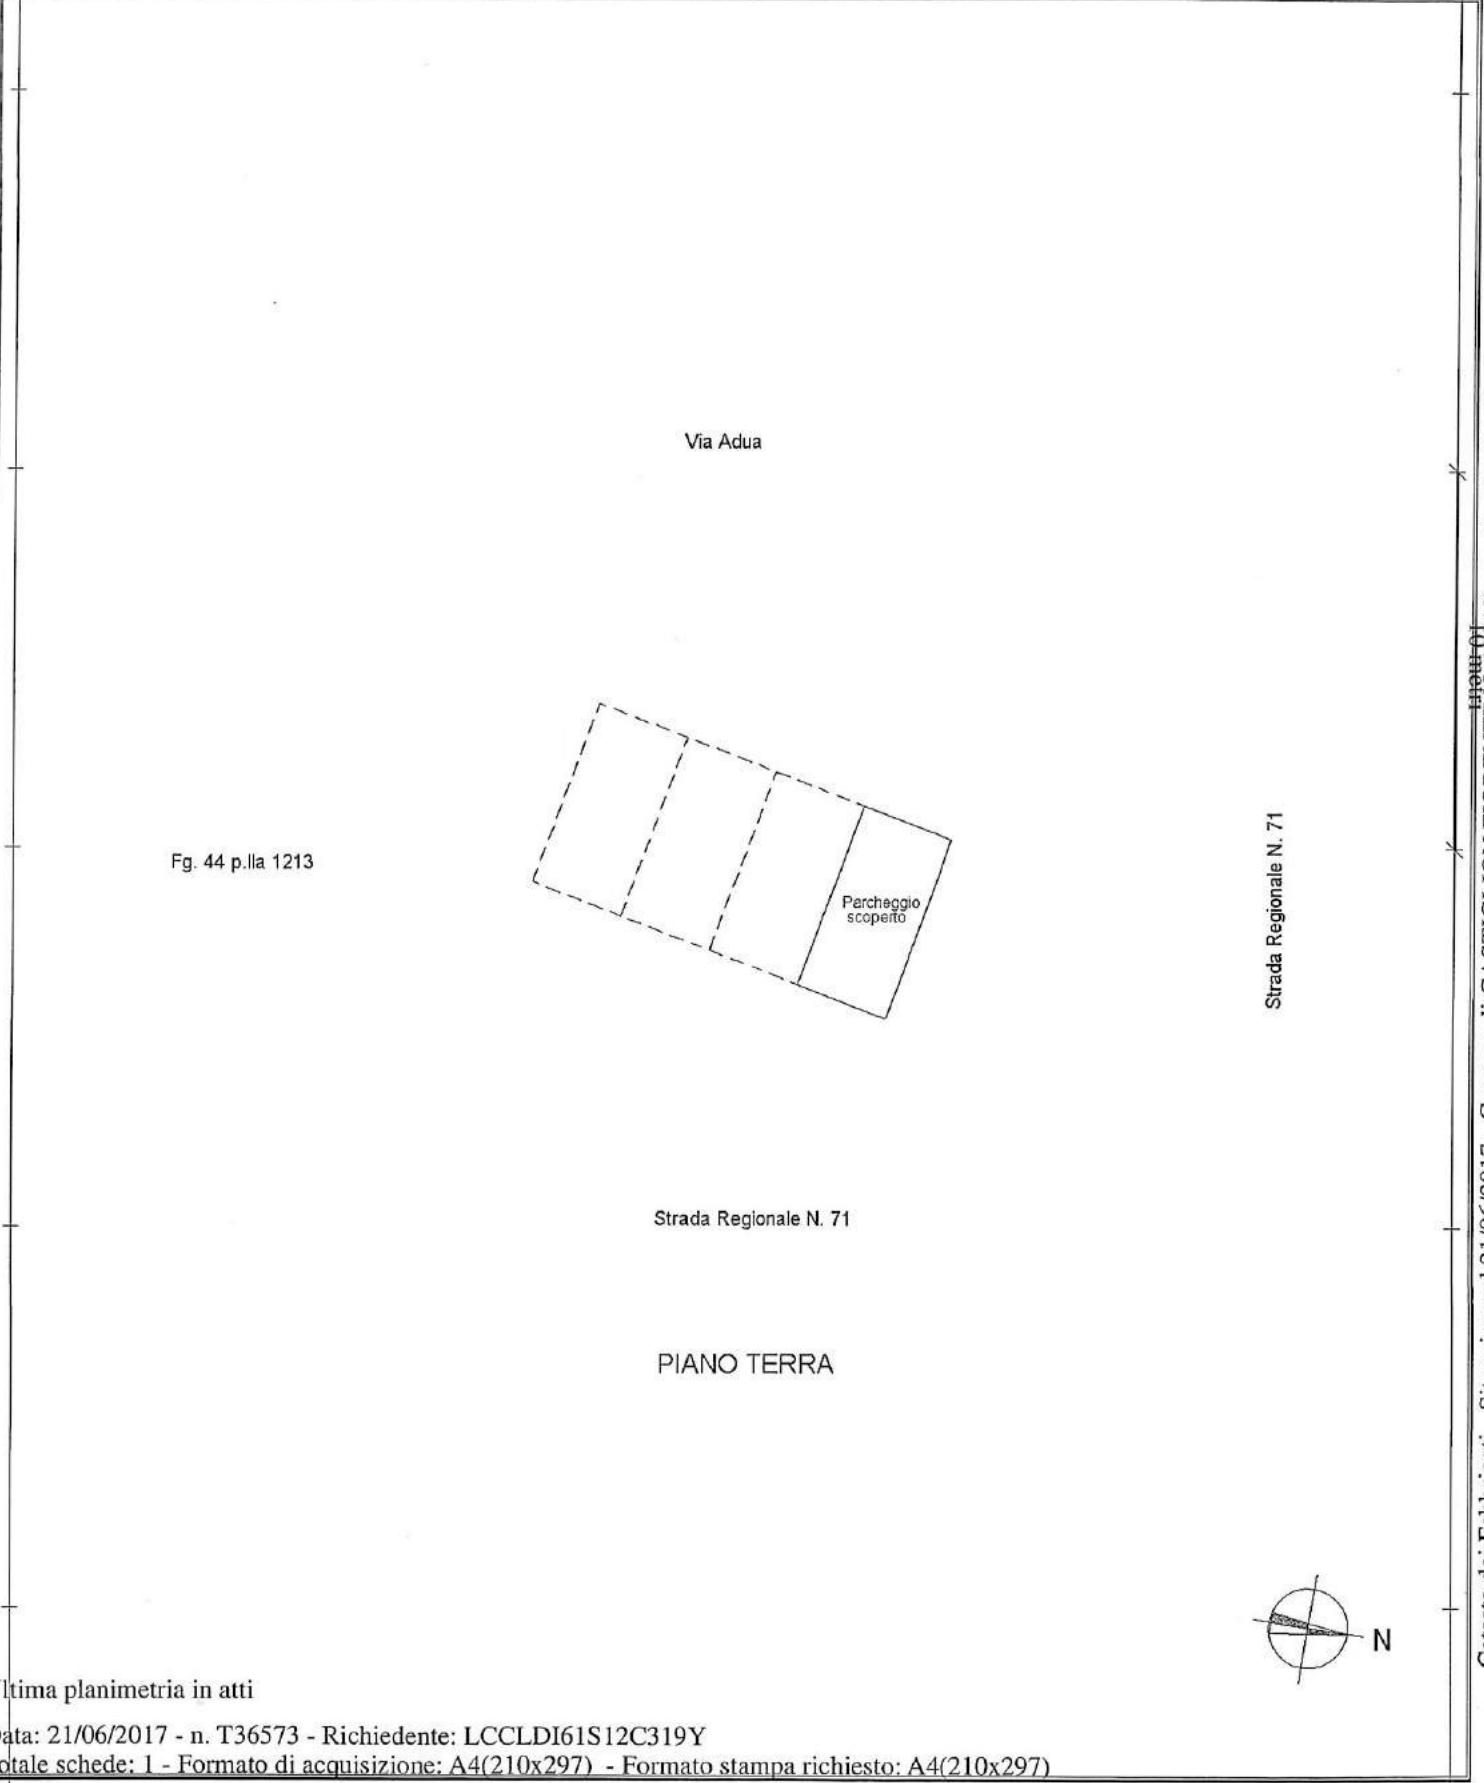 Via Adua
10 metri
Fg. 44 p.lla 1213
Parcheggio
scoperto
Strada Regionale N. 71
Strada Regionale N. 71
PIANO TERRA
N
ltima planimetria in atti
ata: 21/06/2017 - n. T36573 - Richiedente: LCCLDI61S12C319Y
otale schede: 1 - Formato di acquisizione: A4(210x297) - Formato stampa richiesto: A4(210x297)